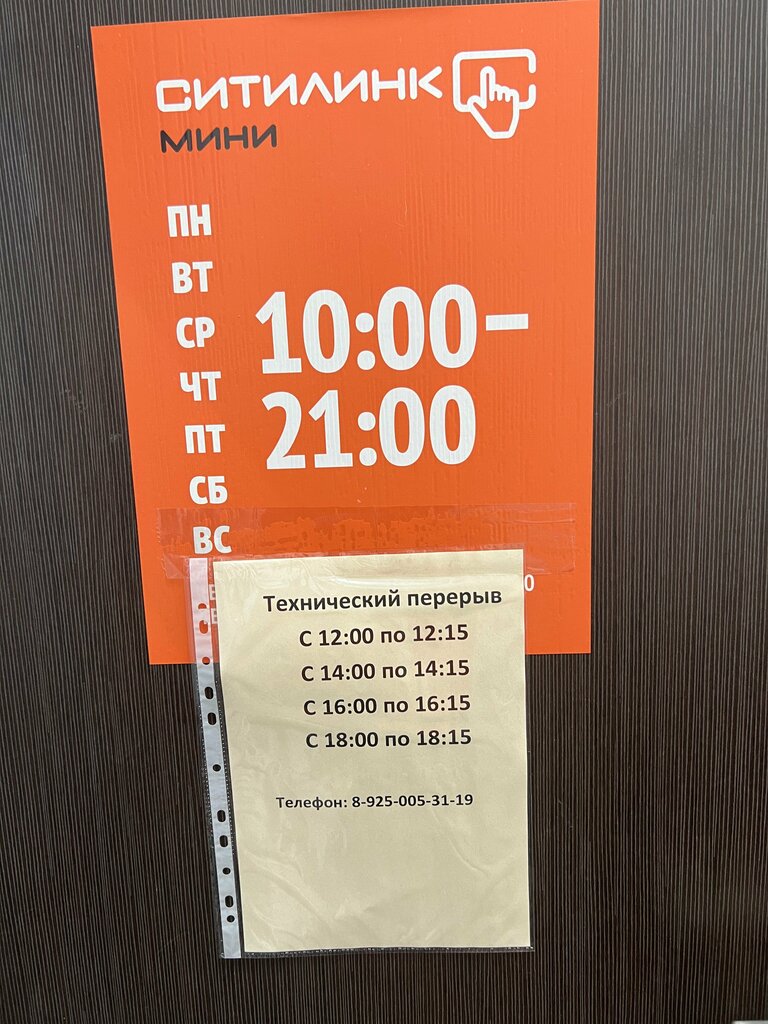 СИТИЛИНК
МИНИ
ПН
ВТ
СР
ЧТ
ПТ
СБ
ВС
10:00–
21:00
Технический перерыв
С 12:00 по 12:15
С 14:00 по 14:15
С 16:00 по 16:15
С 18:00 по 18:15
Телефон: 8-925-005-31-19